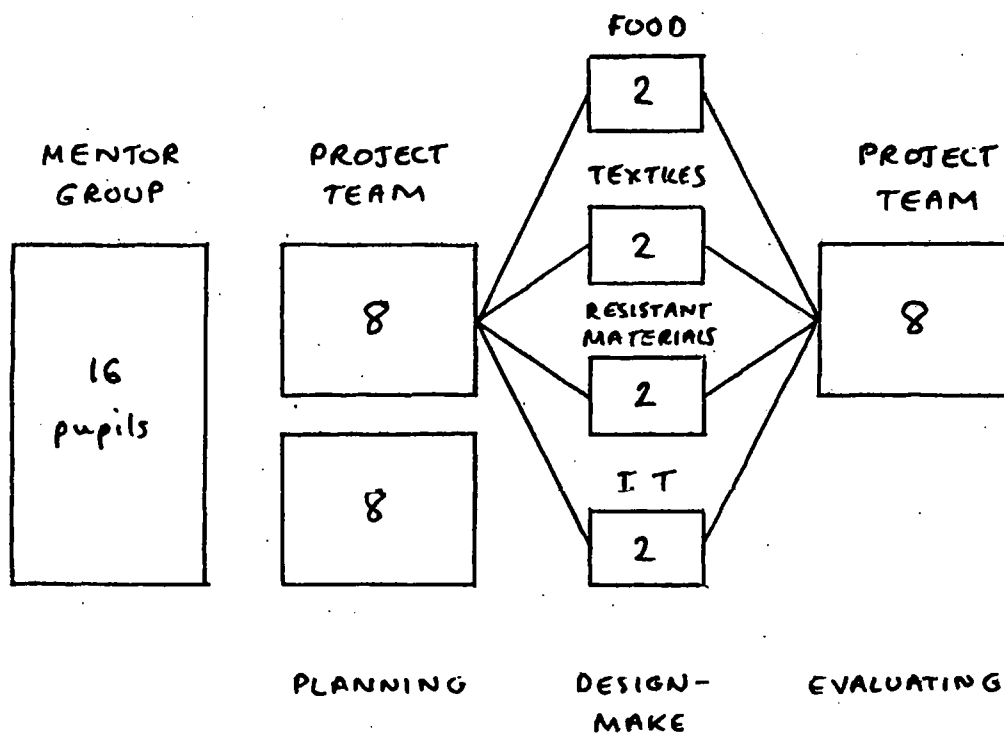 MENTOR
GROUP
16
pupils
PROJECT
TEAM
8
8
FOOD
2
TEXTILES
2
RESISTANT
MATERIALS
2
I T
2
PROJECT
TEAM
8
PLANNING
DESIGN-
MAKE
EVALUATING